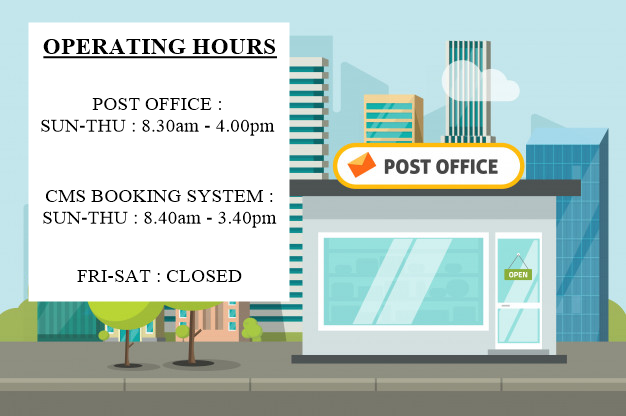 OPERATING HOURS
POST OFFICE :
SUN-THU : 8.30am - 4.00pm
CMS BOOKING SYSTEM :
SUN-THU : 8.40am - 3.40pm
FRI-SAT : CLOSED
POST OFFICE
OPEN